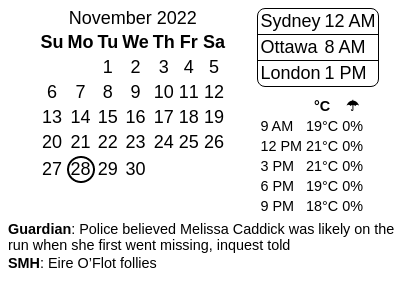 November 2022
Su Mo Tu We Th Fr Sa
1 2 3 4 5
6 7 8 9 10 11 12
13 14 15 16 17 18 19
20 21 22 23 24 25 26
27 28 29 30
Sydney 12 AM
Ottawa 8 AM
London 1 PM
°C ☂
9 AM 19°C 0%
12 PM 21°C 0%
3 PM 21°C 0%
6 PM 19°C 0%
9 PM 18°C 0%
Guardian: Police believed Melissa Caddick was likely on the
run when she first went missing, inquest told
SMH: Eire O'Flot follies